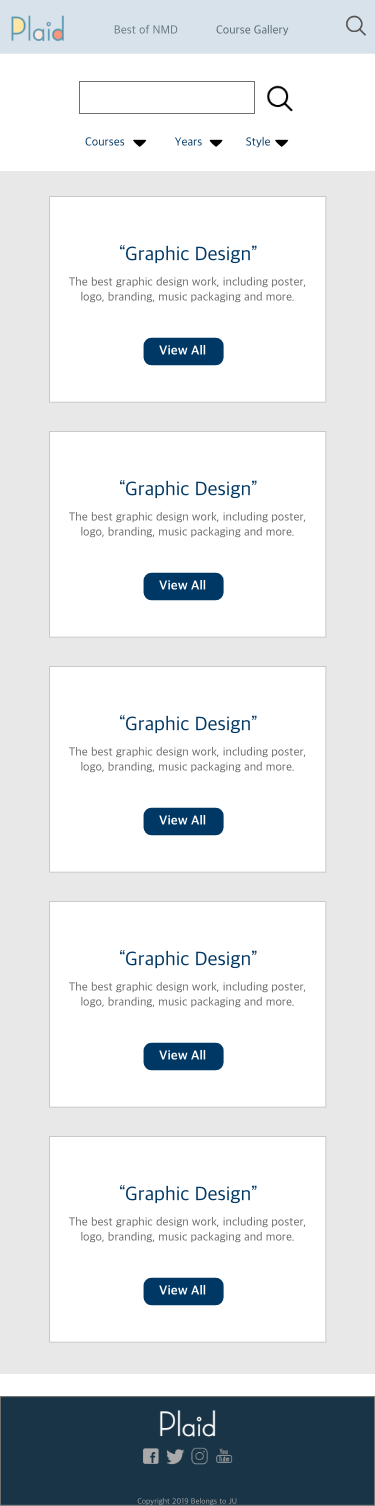 Plaid
Best of NMD
Course Gallery
Courses
Years
Style
“Graphic Design”
The best graphic design work, including poster,
logo, branding, music packaging and more.
View All
“Graphic Design”
The best graphic design work, including poster,
logo, branding, music packaging and more.
View All
“Graphic Design”
The best graphic design work, including poster,
logo, branding, music packaging and more.
View All
“Graphic Design”
The best graphic design work, including poster,
logo, branding, music packaging and more.
View All
“Graphic Design”
The best graphic design work, including poster,
logo, branding, music packaging and more.
View All
Plaid
You
Tube
Copyright 2019 Belongs to JU